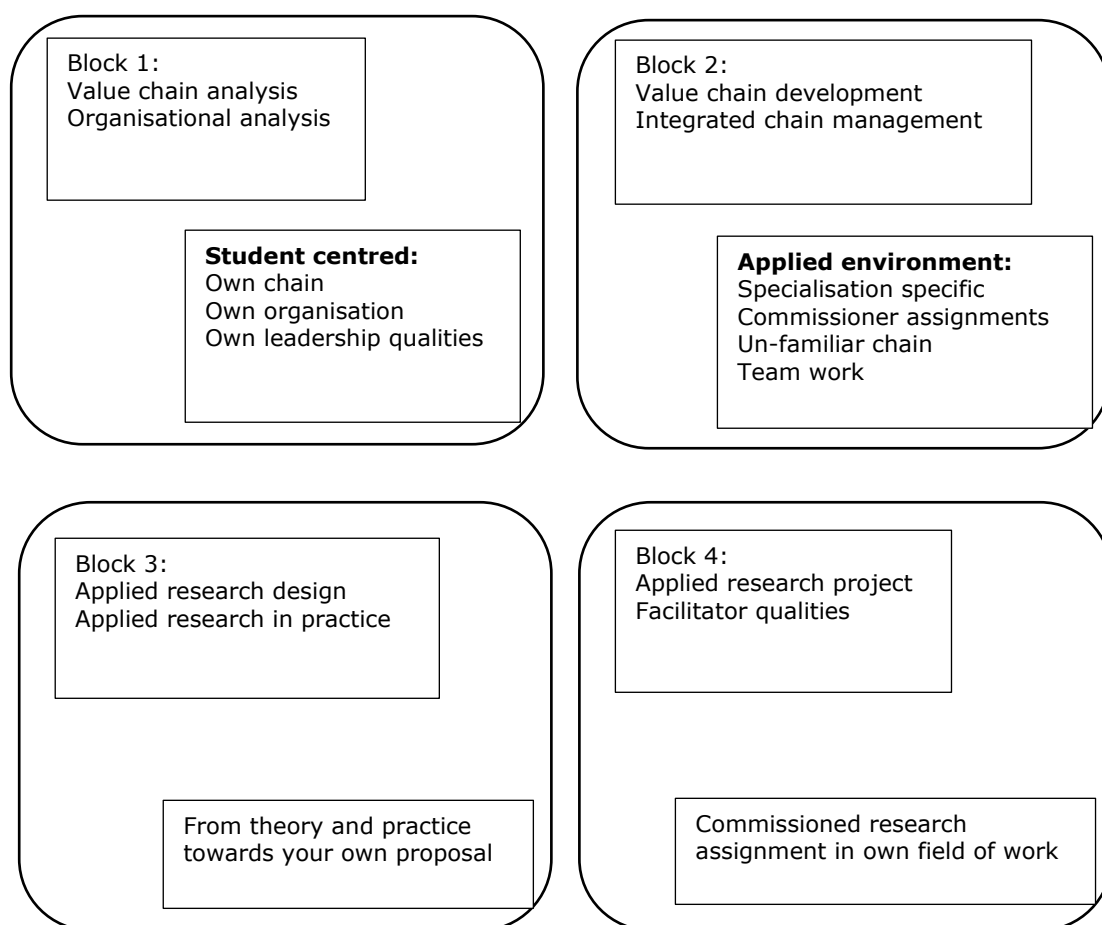 Block 1:
Value chain analysis
Organisational analysis
Student centred:
Own chain
Own organisation
Own leadership qualities
Block 2:
Value chain development
Integrated chain management
Applied environment:
Specialisation specific
Commissioner assignments
Un-familiar chain
Team work
Block 3:
Applied research design
Applied research in practice
From theory and practice
towards your own proposal
Block 4:
Applied research project
Facilitator qualities
Commissioned research
assignment in own field of work